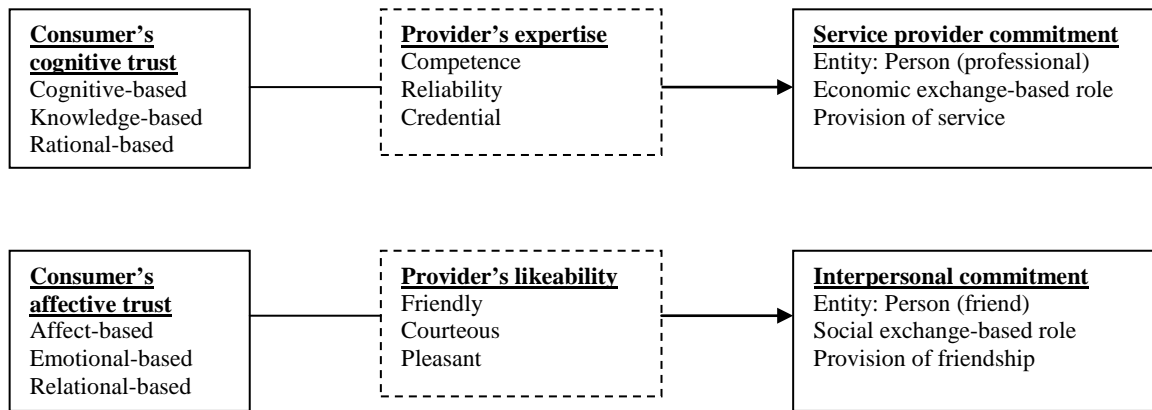 Consumer's
cognitive trust
Cognitive-based
Knowledge-based
Rational-based
Provider's expertise
Competence
Reliability
Credential
Service provider commitment
Entity: Person (professional)
Economic exchange-based role
Provision of service
Consumer's
affective trust
Affect-based
Emotional-based
Relational-based
Provider's likeability
Friendly
Courteous
Pleasant
Interpersonal commitment
Entity: Person (friend)
Social exchange-based role
Provision of friendship